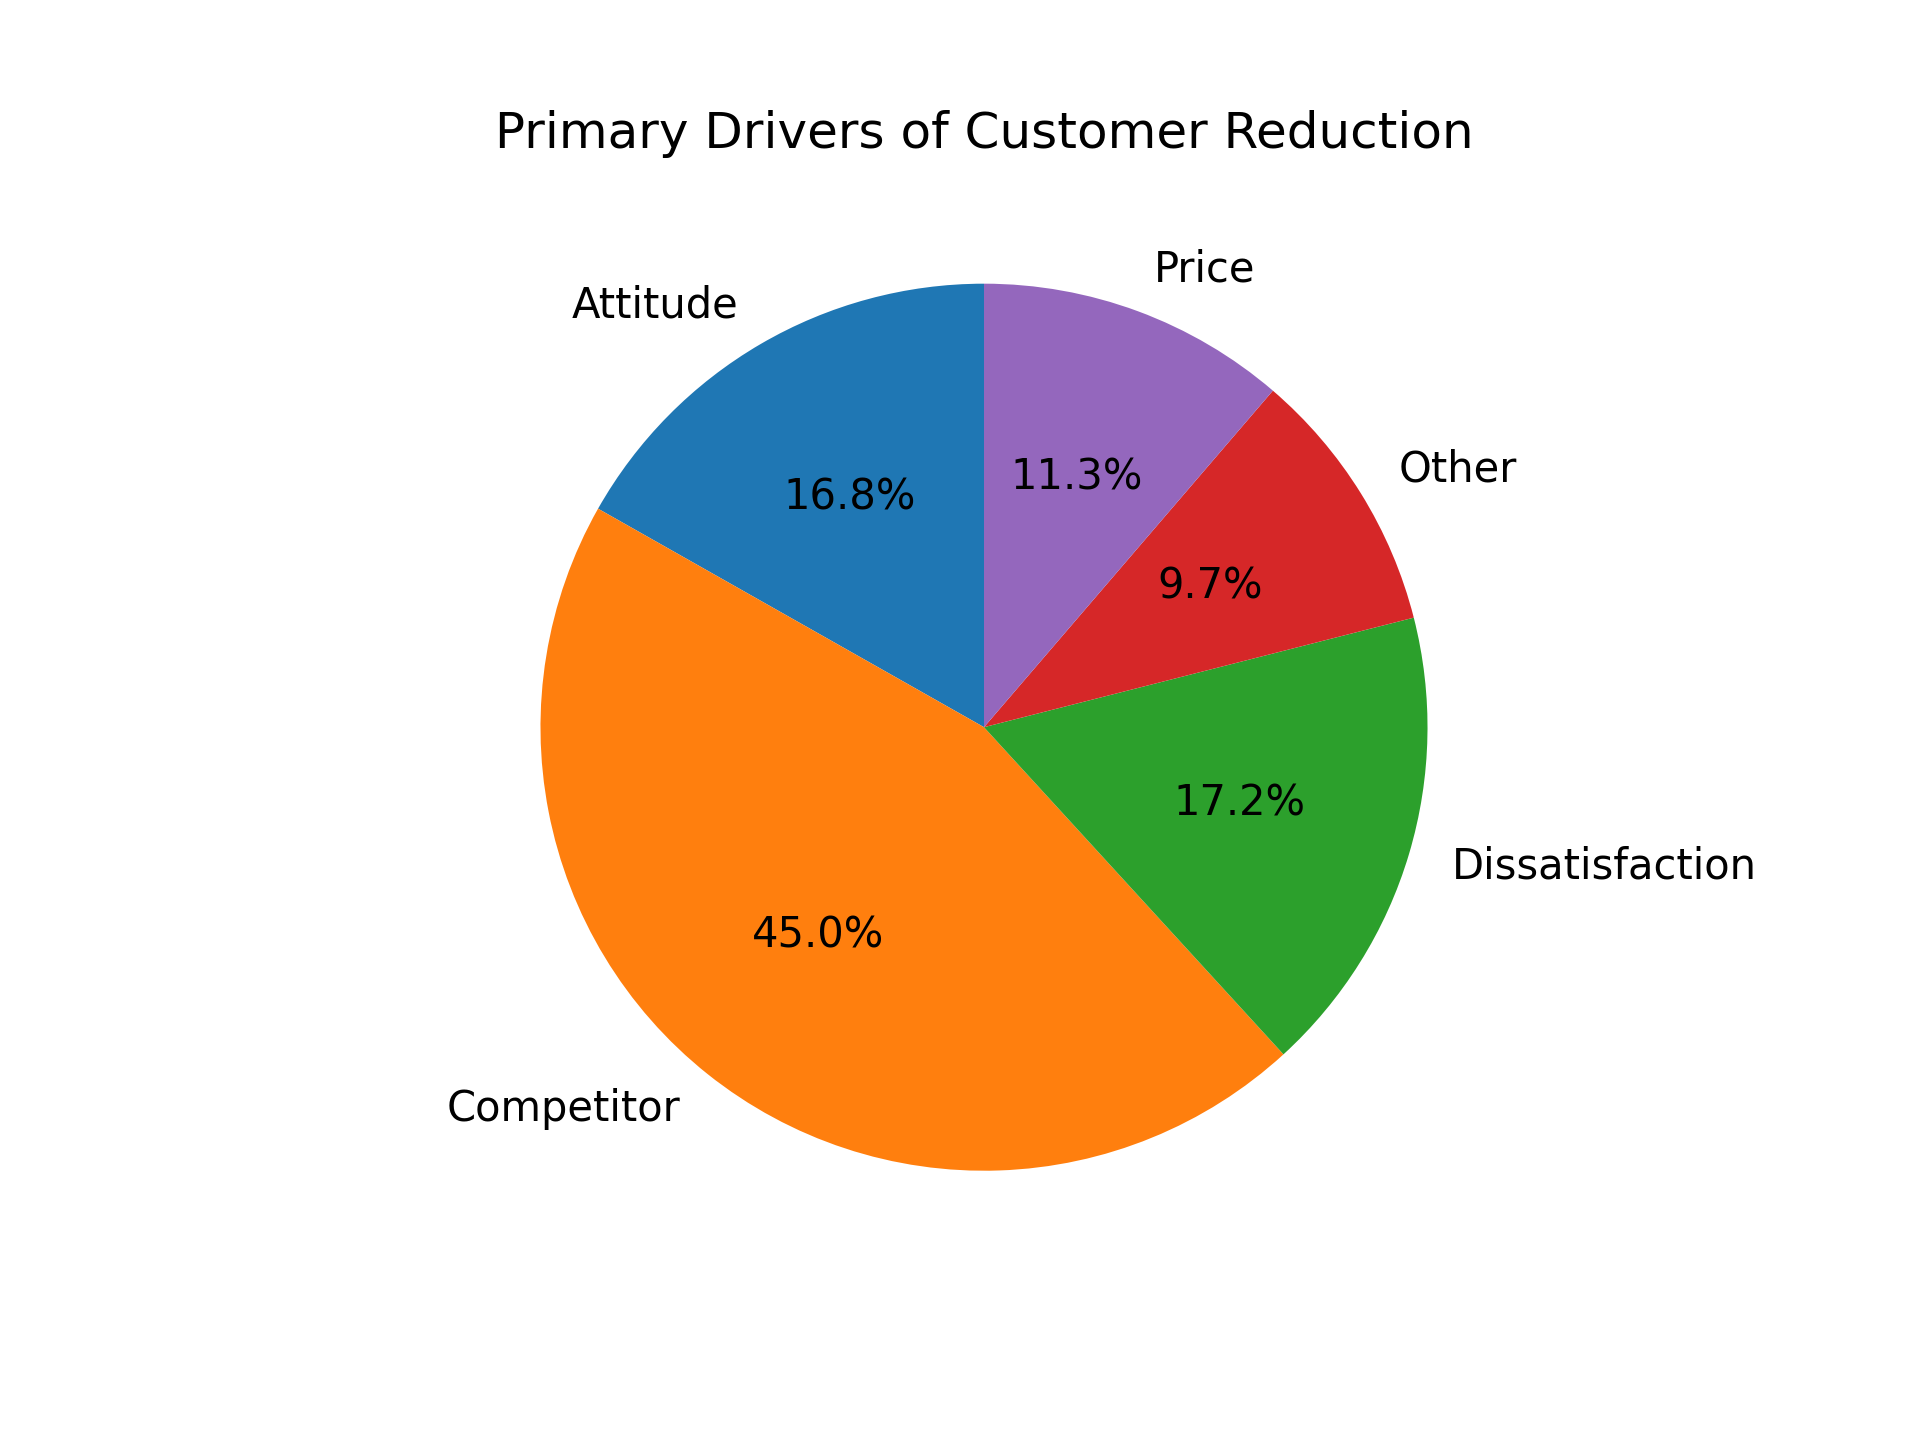 Primary Drivers of Customer Reduction
Price
Attitude
Other
11.3%
16.8%
9.7%
17.2%
Dissatisfaction
45.0%
Competitor